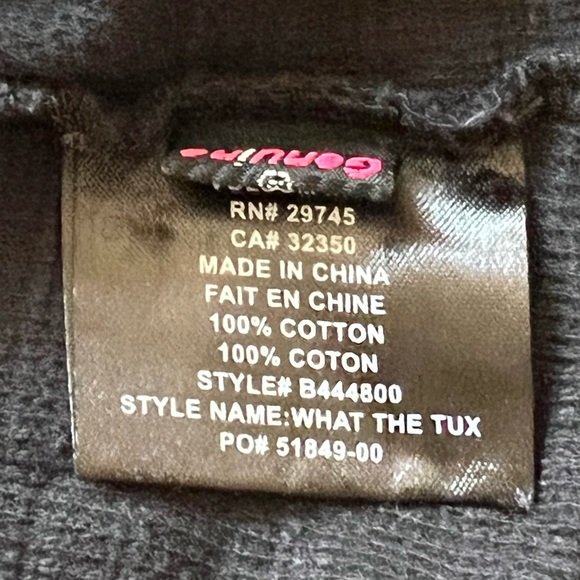 Genuine
RN# 29745
CA# 32350
MADE IN CHINA
FAIT EN CHINE
100% COTTON
100% COTON
STYLE# B444800
STYLE NAME:WHAT THE TUX
PO# 51849-00